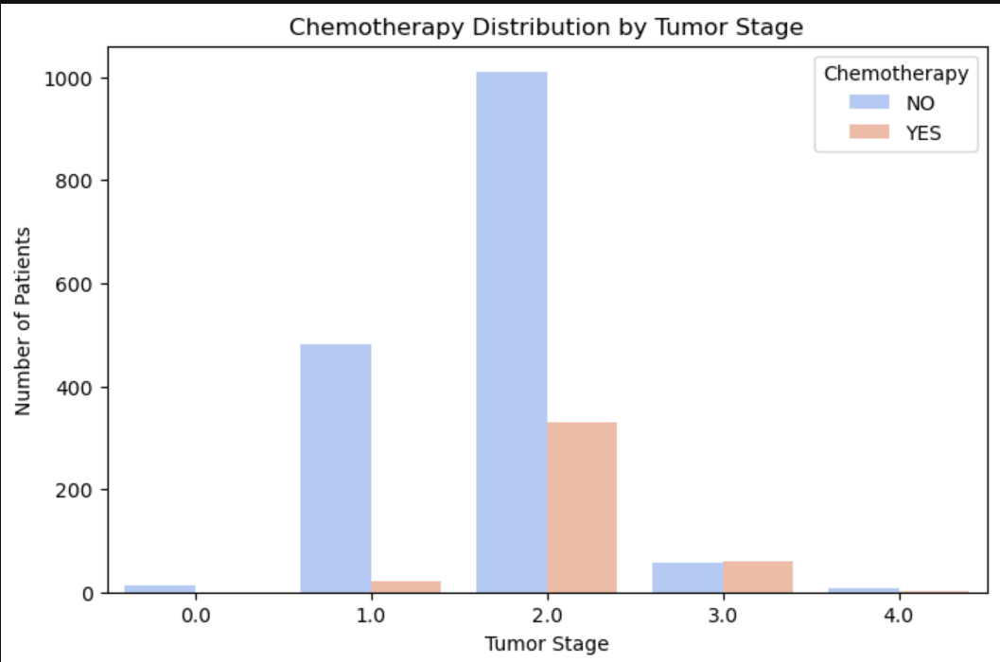 Chemotherapy Distribution by Tumor Stage
Chemotherapy
NO
YES
Number of Patients
1000
800
600
400
200
0
0.0 1.0 2.0 3.0 4.0
Tumor Stage